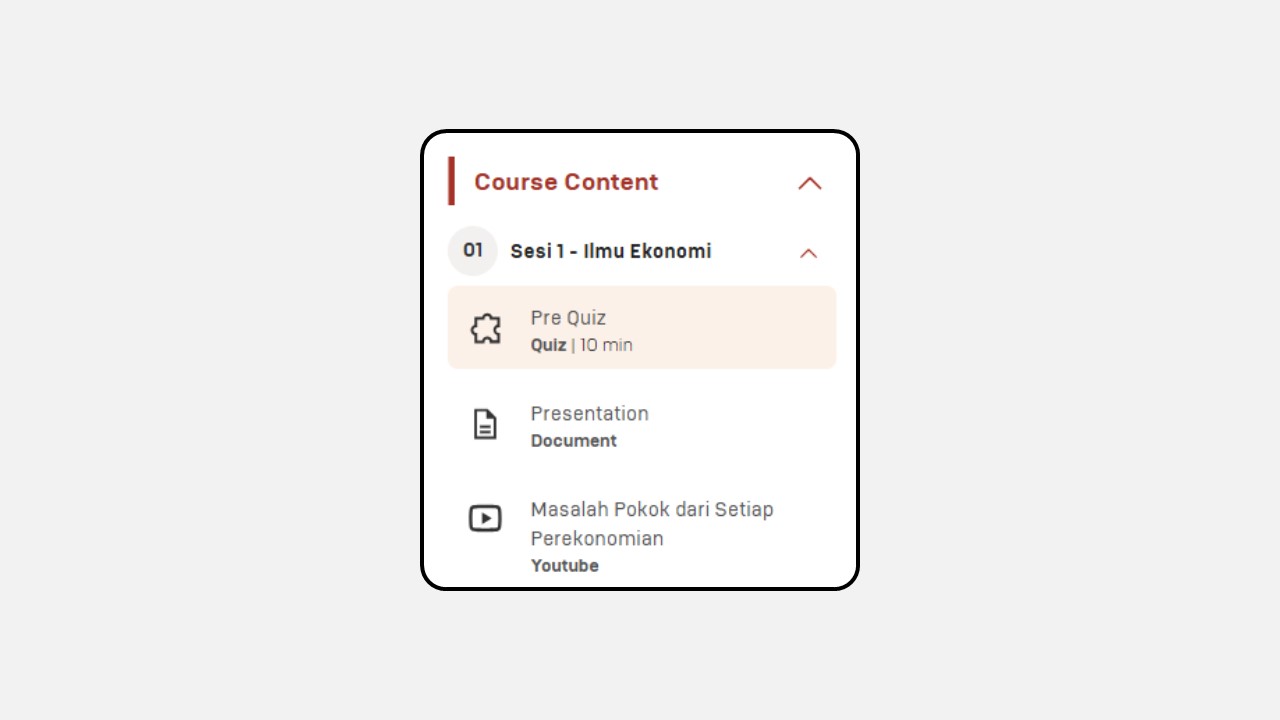 Course Content
01 Sesi 1 - Ilmu Ekonomi
Pre Quiz
Quiz | 10 min
Presentation
Document
Masalah Pokok dari Setiap
Perekonomian
Youtube